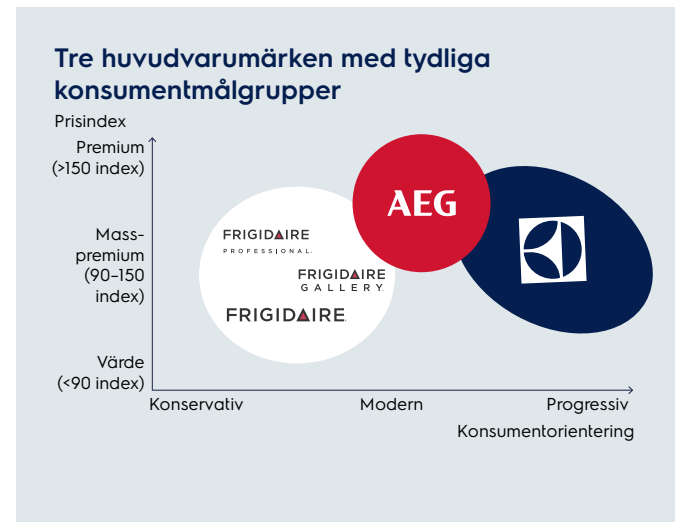 Tre huvudvarumärken med tydliga
konsumentmålgrupper
Prisindex
Premium
(>150 index)
Mass-
premium
(90–150
index)
Värde
(<90 index)
FRIGIDAIRE
PROFESSIONAL.
FRIGIDAIRE
GALLERY.
FRIGIDAIRE.
AEG
Konservativ
Modern
Progressiv
Konsumentorientering